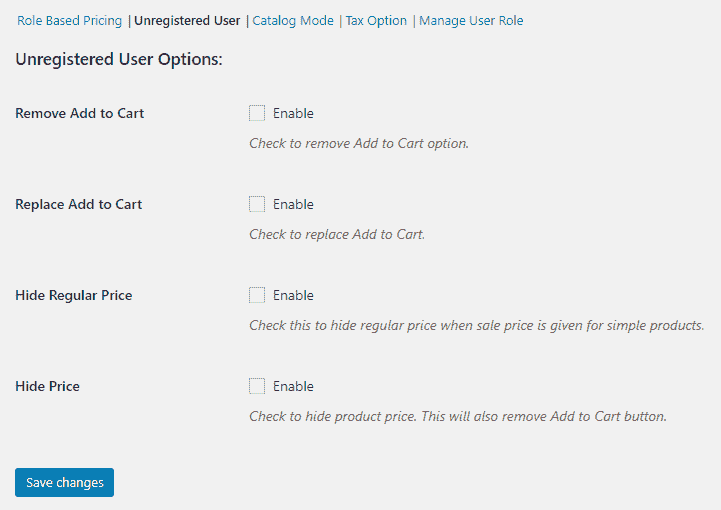 Role Based Pricing | Unregistered User | Catalog Mode | Tax Option | Manage User Role
Unregistered User Options:
Remove Add to Cart Enable
Check to remove Add to Cart option.
Replace Add to Cart Enable
Check to replace Add to Cart.
Hide Regular Price Enable
Check this to hide regular price when sale price is given for simple products.
Hide Price Enable
Check to hide product price. This will also remove Add to Cart button.
Save changes